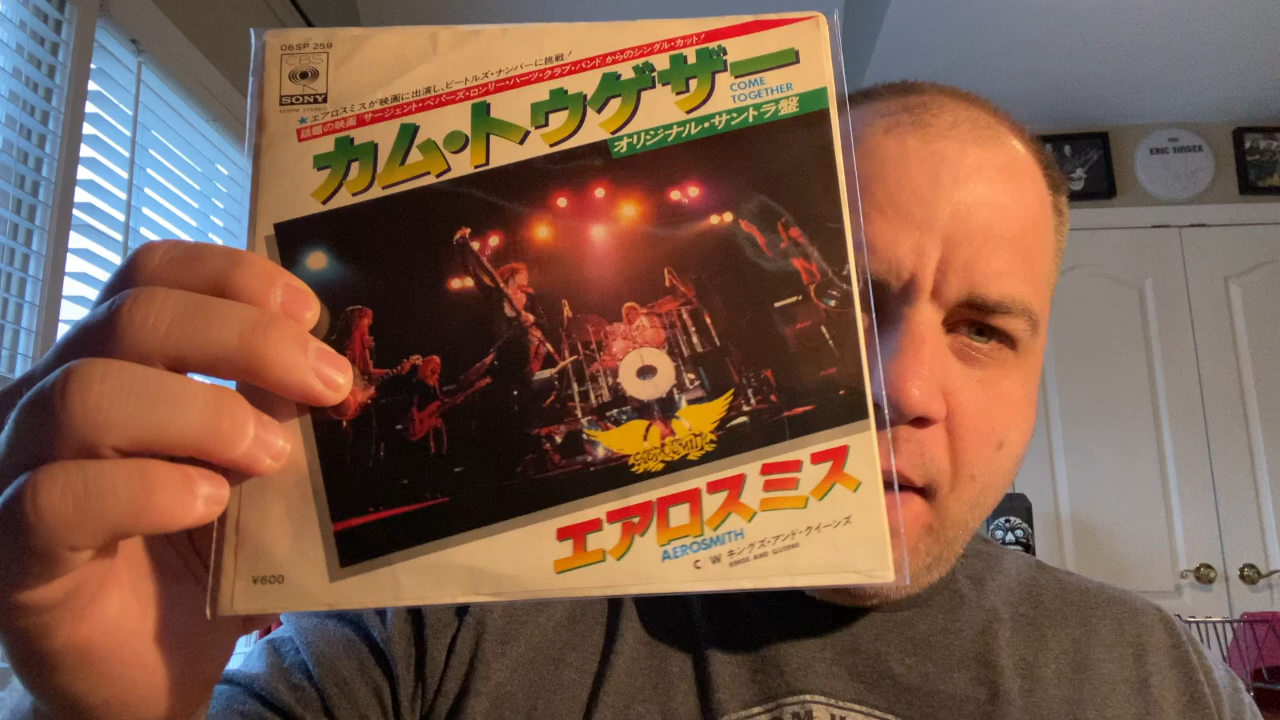 06SP 259
CBS
SONY
★エアロスミスが映画に出演し、ビートルズ・ナンバーに挑戦!
話題の映画「サージェント・ペパーズ・ロンリー・ハーツ・クラブ・バンド」からのシングル・カット!
カム・トゥゲザー
COME
TOGETHER
オリジナル・サントラ盤
AEROSMITH
エアロスミス
AEROSMITH
C/W キングズ・アンド・クイーンズ
KINGS AND QUEENS
¥600
ERIC SINGER